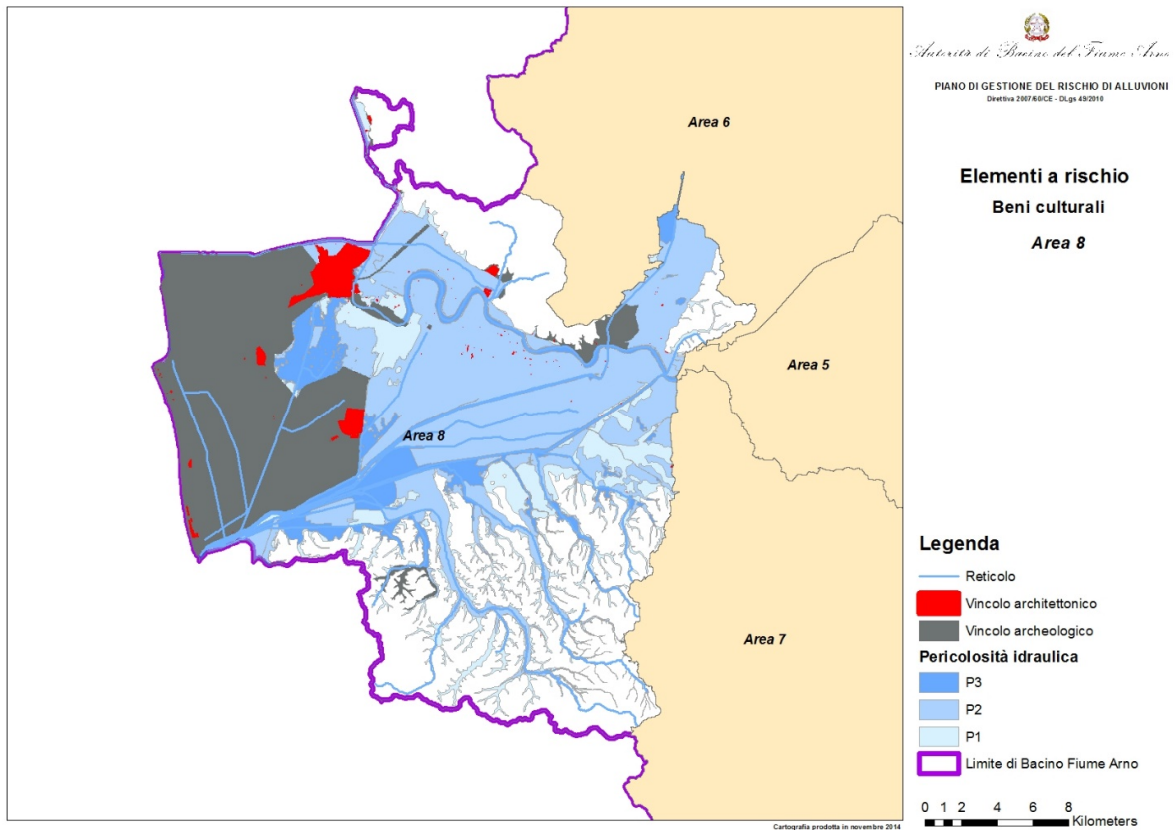 Autorità di Bacino del Fiume Arno
PIANO DI GESTIONE DEL RISCHIO DI ALLUVIONI
Direttiva 2007/60/CE - DLgs 49/2010
Elementi a rischio
Beni culturali
Area 8
Area 6
Area 5
Area 8
Area 7
Legenda
Reticolo
Vincolo architettonico
Vincolo archeologico
Pericolosità idraulica
P3
P2
P1
Limite di Bacino Fiume Arno
0 1 2 4 6 8
Kilometers
Cartografia prodotta in novembre 2014